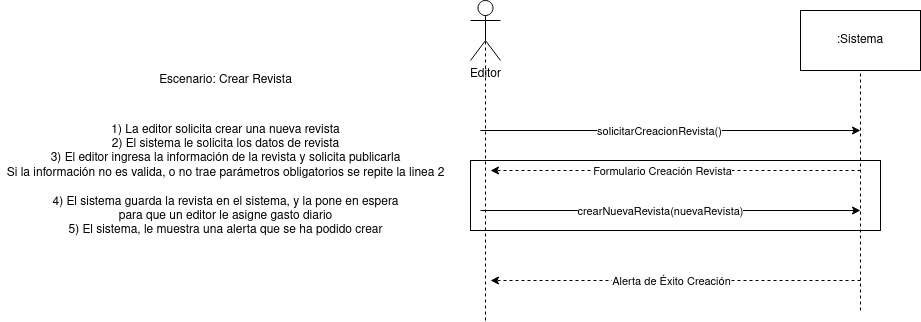 Escenario: Crear Revista
1) La editor solicita crear una nueva revista
2) El sistema le solicita los datos de revista
3) El editor ingresa la información de la revista y solicita publicarla
Si la información no es valida, o no trae parámetros obligatorios se repite la linea 2
4) El sistema guarda la revista en el sistema, y la pone en espera
para que un editor le asigne gasto diario
5) El sistema, le muestra una alerta que se ha podido crear
Editor
:Sistema
solicitarCreacionRevista()
Formulario Creación Revista
crearNuevaRevista(nuevaRevista)
Alerta de Éxito Creación